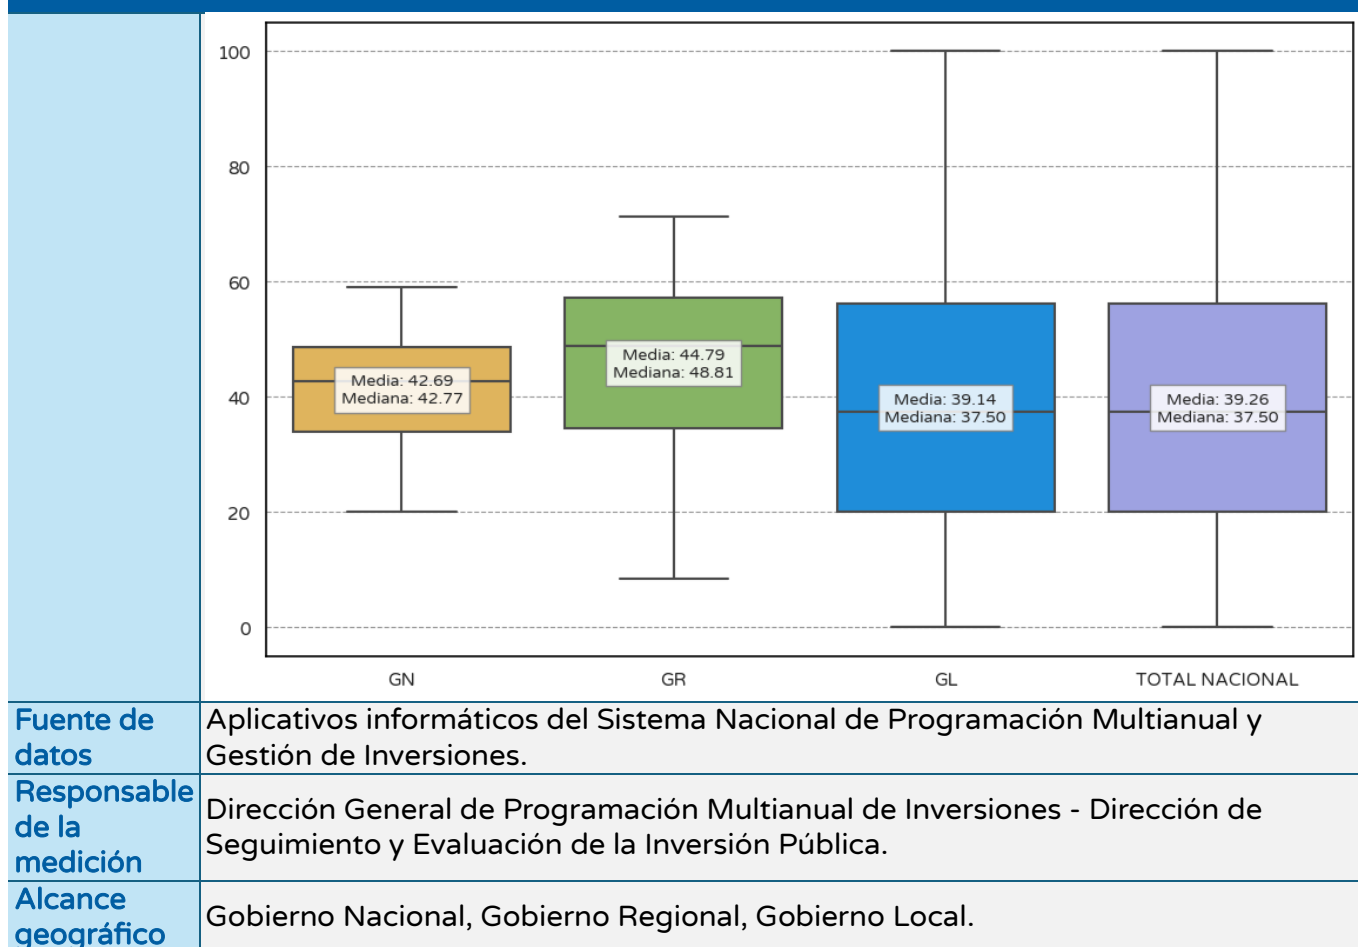 100
80
60
40
20
0
Media: 42.69
Mediana: 42.77
Media: 44.79
Mediana: 48.81
Media: 39.14
Mediana: 37.50
Media: 39.26
Mediana: 37.50
GN
GR
GL
TOTAL NACIONAL
Fuente de
datos
Aplicativos informáticos del Sistema Nacional de Programación Multianual y
Gestión de Inversiones.
Responsable
de la
medición
Dirección General de Programación Multianual de Inversiones - Dirección de
Seguimiento y Evaluación de la Inversión Pública.
Alcance
geográfico
Gobierno Nacional, Gobierno Regional, Gobierno Local.